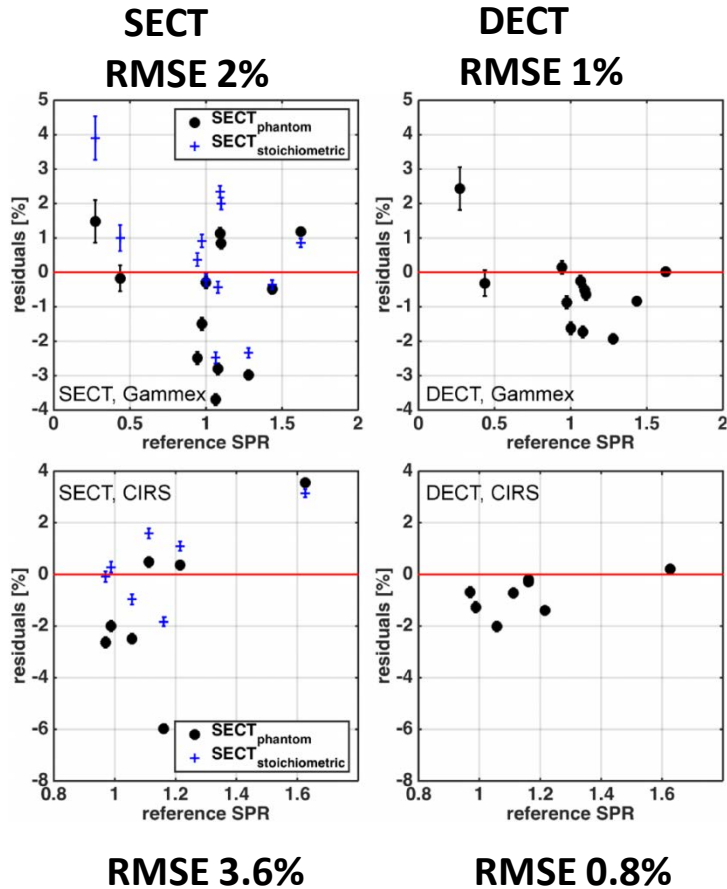 SECT
RMSE 2%
DECT
RMSE 1%
5
4
3
2
1
0
-1
-2
-3
-4
residuals [%]
SECTphantom
SECTstoichiometric
SECT, Gammex
0 0.5 1 1.5 2
reference SPR
5
4
3
2
1
0
-1
-2
-3
-4
residuals [%]
DECT, Gammex
0 0.5 1 1.5 2
reference SPR
4
2
0
-2
-4
-6
-8
residuals [%]
SECT, CIRS
SECTphantom
SECTstoichiometric
0.8 1 1.2 1.4 1.6
reference SPR
4
2
0
-2
-4
-6
-8
residuals [%]
DECT, CIRS
0.8 1 1.2 1.4 1.6
reference SPR
RMSE 3.6%
RMSE 0.8%